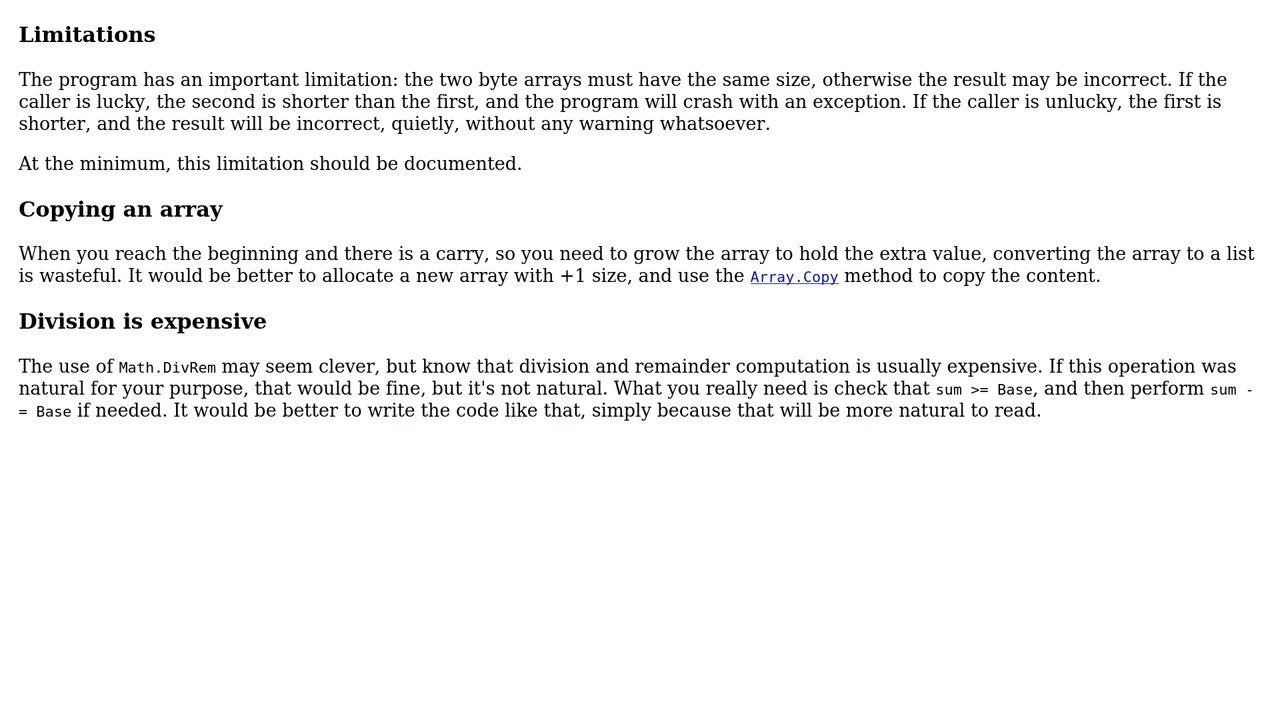 Limitations
The program has an important limitation: the two byte arrays must have the same size, otherwise the result may be incorrect. If the
caller is lucky, the second is shorter than the first, and the program will crash with an exception. If the caller is unlucky, the first is
shorter, and the result will be incorrect, quietly, without any warning whatsoever.
At the minimum, this limitation should be documented.
Copying an array
When you reach the beginning and there is a carry, so you need to grow the array to hold the extra value, converting the array to a list
is wasteful. It would be better to allocate a new array with +1 size, and use the Array.Copy method to copy the content.
Division is expensive
The use of Math.DivRem may seem clever, but know that division and remainder computation is usually expensive. If this operation was
natural for your purpose, that would be fine, but it's not natural. What you really need is check that sum >= Base, and then perform sum -
= Base if needed. It would be better to write the code like that, simply because that will be more natural to read.